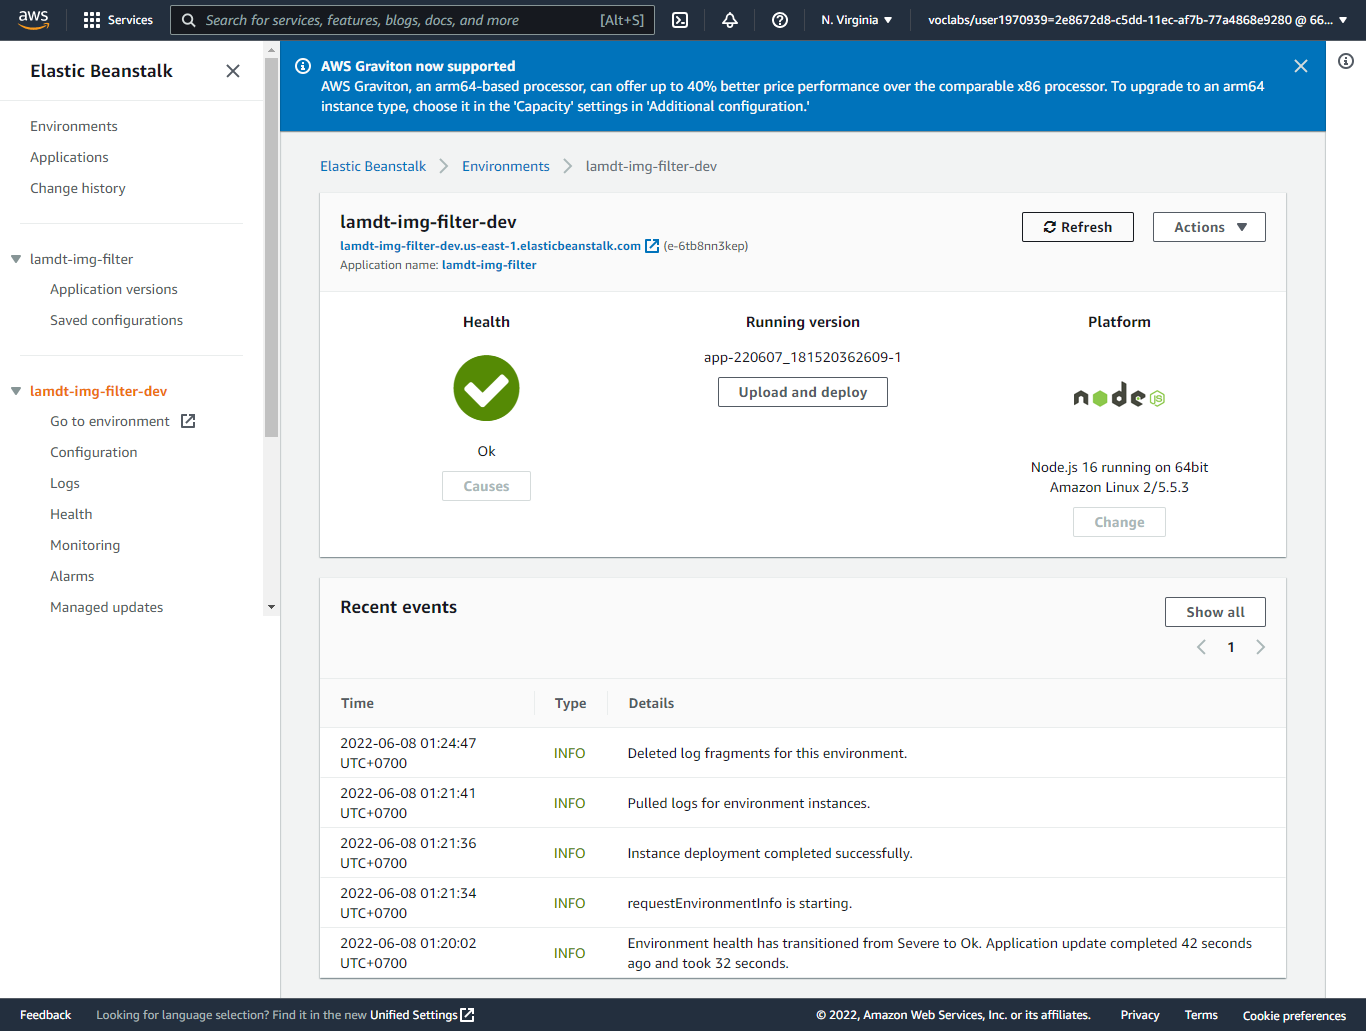 aws
Services
Search for services, features, blogs, docs, and more
[Alt+S]
N. Virginia
voclabs/user1970939=2e8672d8-c5dd-11ec-af7b-77a4868e9280 @ 66...
Elastic Beanstalk
Environments
Applications
Change history
lamdt-img-filter
Application versions
Saved configurations
lamdt-img-filter-dev
Go to environment
Configuration
Logs
Health
Monitoring
Alarms
Managed updates
AWS Graviton now supported
AWS Graviton, an arm64-based processor, can offer up to 40% better price performance over the comparable x86 processor. To upgrade to an arm64
instance type, choose it in the 'Capacity' settings in 'Additional configuration.'
Elastic Beanstalk
Environments
lamdt-img-filter-dev
lamdt-img-filter-dev
lamdt-img-filter-dev.us-east-1.elasticbeanstalk.com (e-6tb8nn3kep)
Application name: lamdt-img-filter
Refresh
Actions
Health
Ok
Causes
Running version
app-220607_181520362609-1
Upload and deploy
Platform
node JS
Node.js 16 running on 64bit
Amazon Linux 2/5.5.3
Change
Recent events
Show all
1
Time Type Details
2022-06-08 01:24:47
UTC+0700
INFO
Deleted log fragments for this environment.
2022-06-08 01:21:41
UTC+0700
INFO
Pulled logs for environment instances.
2022-06-08 01:21:36
UTC+0700
INFO
Instance deployment completed successfully.
2022-06-08 01:21:34
UTC+0700
INFO
requestEnvironmentInfo is starting.
2022-06-08 01:20:02
UTC+0700
INFO
Environment health has transitioned from Severe to Ok. Application update completed 42 seconds
ago and took 32 seconds.
Feedback
Looking for language selection? Find it in the new Unified Settings
© 2022, Amazon Web Services, Inc. or its affiliates.
Privacy
Terms
Cookie preferences